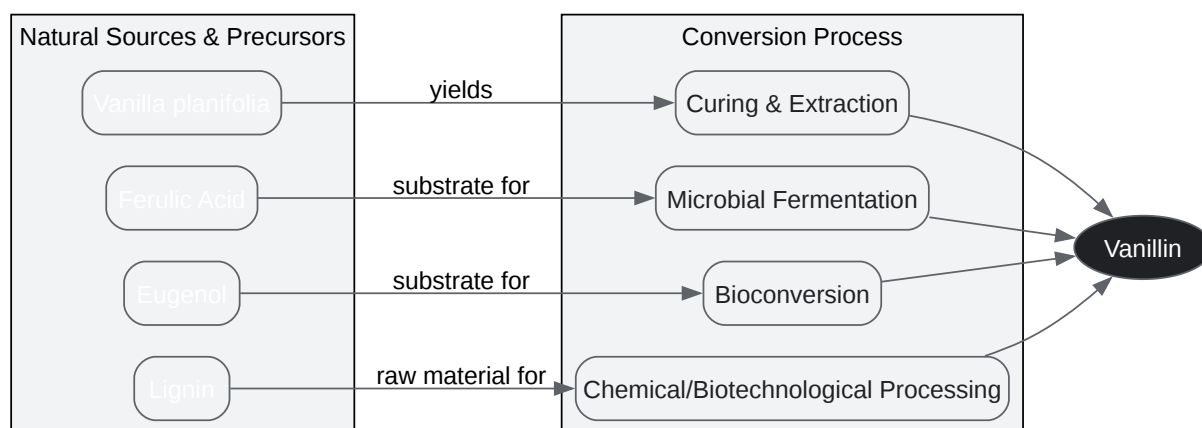 Natural Sources & Precursors
Conversion Process
Vanilla planifolia
yields
Curing & Extraction
Ferulic Acid
substrate for
Microbial Fermentation
Vanillin
Eugenol
substrate for
Bioconversion
Lignin
raw material for
Chemical/Biotechnological Processing